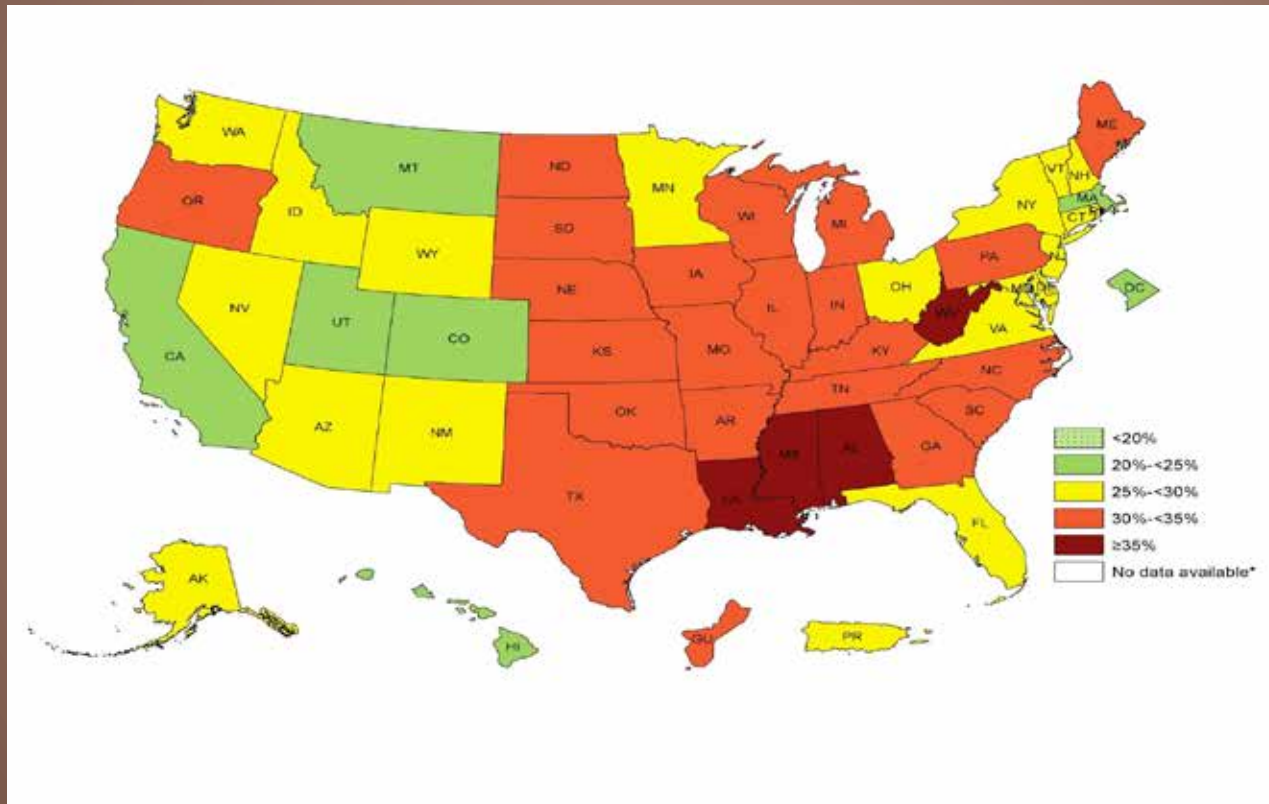 WA
MT
ND
MN
ME
VT
NH
OR
ID
SD
WI
MI
NY
MA
CT
WY
IA
PA
NJ
NE
OH
DC
NV
UT
CO
IL
IN
WV
MD
DE
VA
CA
KS
MO
KY
NC
TN
AZ
NM
OK
AR
SC
MS
AL
GA
TX
LA
FL
AK
HI
GU
PR
<20%
20%-<25%
25%-<30%
30%-<35%
≥35%
No data available*